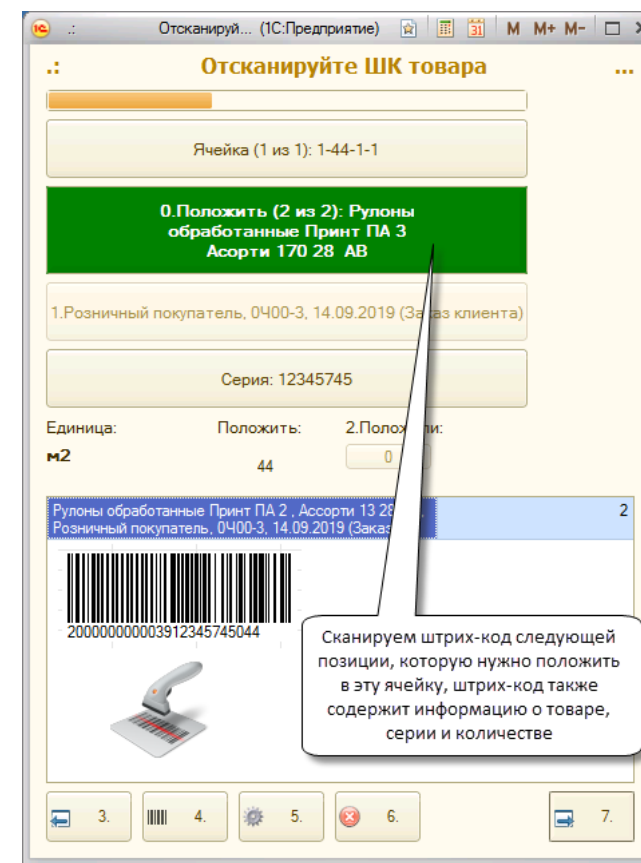 .: Отсканируй... (1С:Предприятие) 31 M M+ M-
.: Отсканируйте ШК товара ...
Ячейка (1 из 1): 1-44-1-1
0.Положить (2 из 2): Рулоны
обработанные Принт ПА 3
Асорти 170 28 АВ
1.Розничный покупатель, 0Ч00-3, 14.09.2019 (Заказ клиента)
Серия: 12345745
Единица: Положить: 2.Положили:
м2 44 0
Рулоны обработанные Принт ПА 2 , Ассорти 13 28 2
Розничный покупатель, 0Ч00-3, 14.09.2019 (Заказ
200000000003912345745044
Сканируем штрих-код следующей
позиции, которую нужно положить
в эту ячейку, штрих-код также
содержит информацию о товаре,
серии и количестве
3. 4. 5. 6. 7.